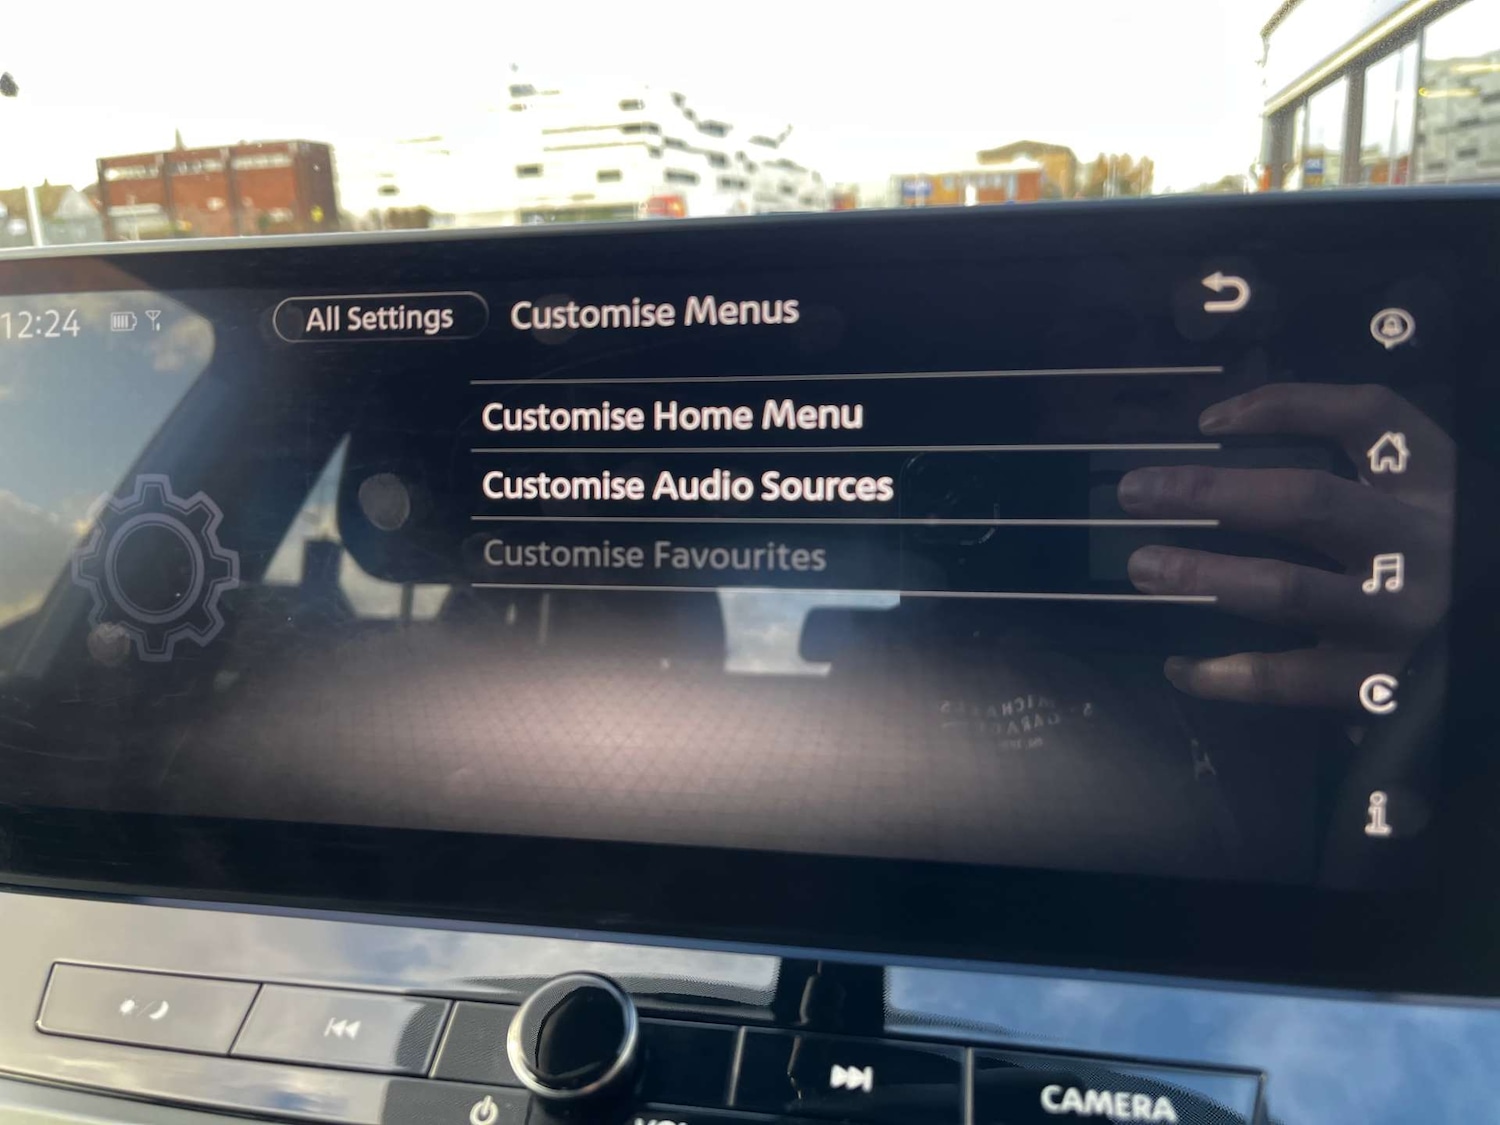 12:24
All Settings
Customise Menus
Customise Home Menu
Customise Audio Sources
Customise Favourites
CAMERA